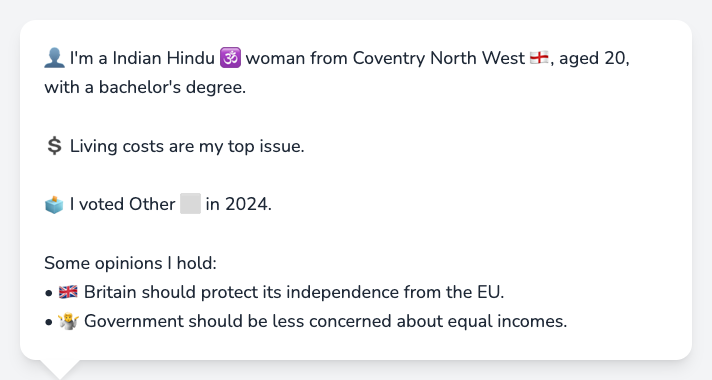 👤 I'm a Indian Hindu 🕉️ woman from Coventry North West 🏴󠁧󠁢󠁥󠁮󠁧󠁿, aged 20,
with a bachelor's degree.
💲 Living costs are my top issue.
🗳️ I voted Other ⬜ in 2024.
Some opinions I hold:
• 🇬🇧 Britain should protect its independence from the EU.
• 🤷 Government should be less concerned about equal incomes.